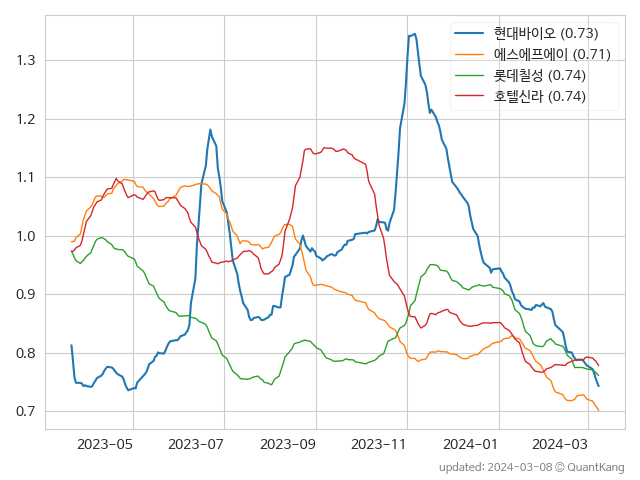 현대바이오 (0.73)
에스에프에이 (0.71)
롯데칠성 (0.74)
호텔신라 (0.74)
1.3
1.2
1.1
1.0
0.9
0.8
0.7
2023-05 2023-07 2023-09 2023-11 2024-01 2024-03
updated: 2024-03-08 © QuantKang